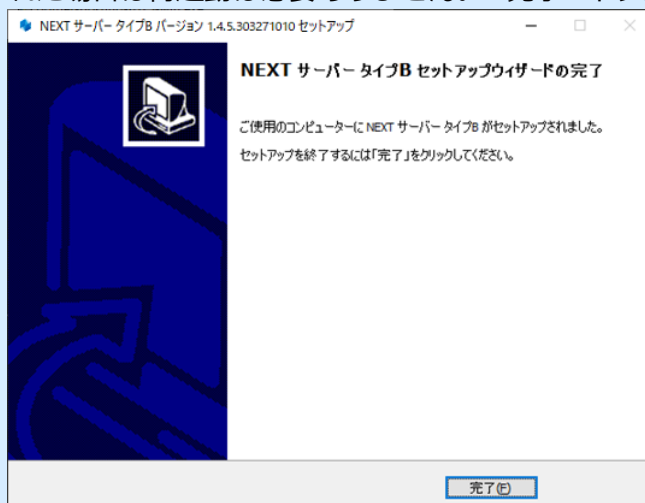 NEXT サーバー タイプB バージョン 1.4.5.303271010 セットアップ
NEXT サーバー タイプB セットアップウィザードの完了
ご使用のコンピューターに NEXT サーバー タイプB がセットアップされました。
セットアップを終了するには「完了」をクリックしてください。
完了(F)